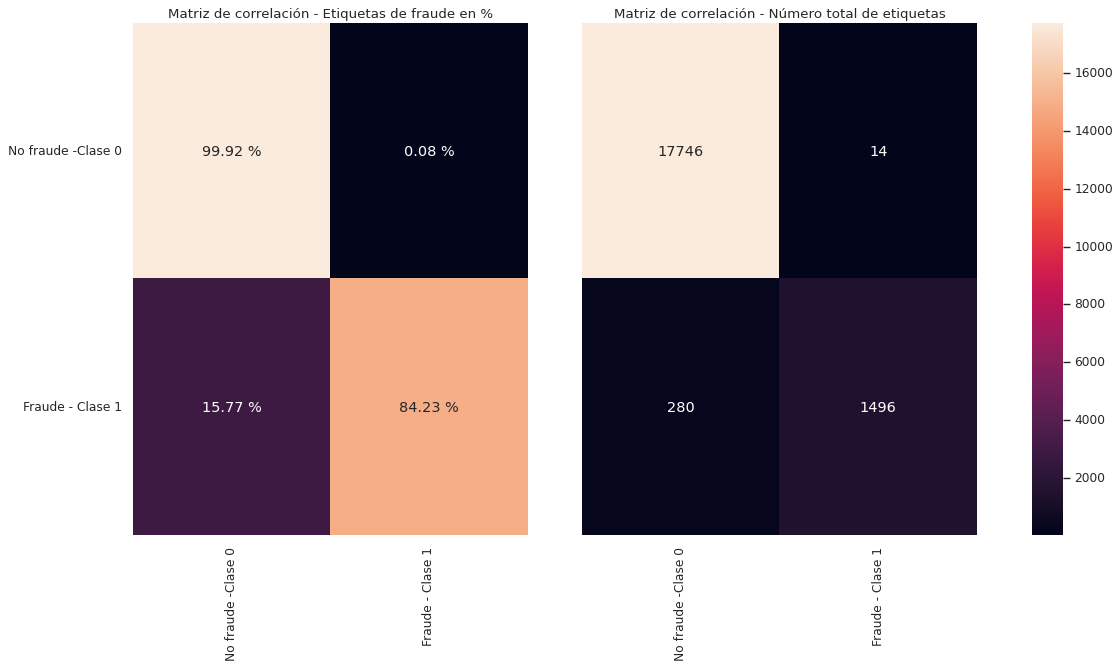 Matriz de correlación - Etiquetas de fraude en %
Matriz de correlación - Número total de etiquetas
No fraude -Clase 0
99.92 %
0.08 %
17746
14
Fraude - Clase 1
15.77 %
84.23 %
280
1496
16000
14000
12000
10000
8000
6000
4000
2000
No fraude -Clase 0
Fraude - Clase 1
No fraude -Clase 0
Fraude - Clase 1